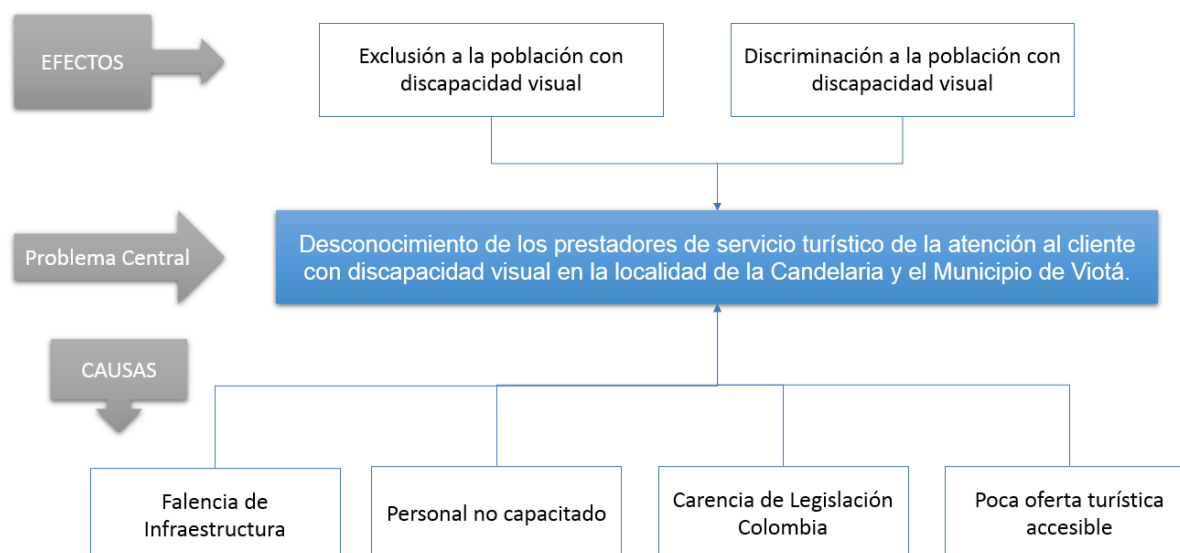 EFECTOS
Exclusión a la población con
discapacidad visual
Discriminación a la población con
discapacidad visual
Problema Central
Desconocimiento de los prestadores de servicio turístico de la atención al cliente
con discapacidad visual en la localidad de la Candelaria y el Municipio de Viotá.
CAUSAS
Falencia de
Infraestructura
Personal no capacitado
Carencia de Legislación
Colombia
Poca oferta turística
accesible